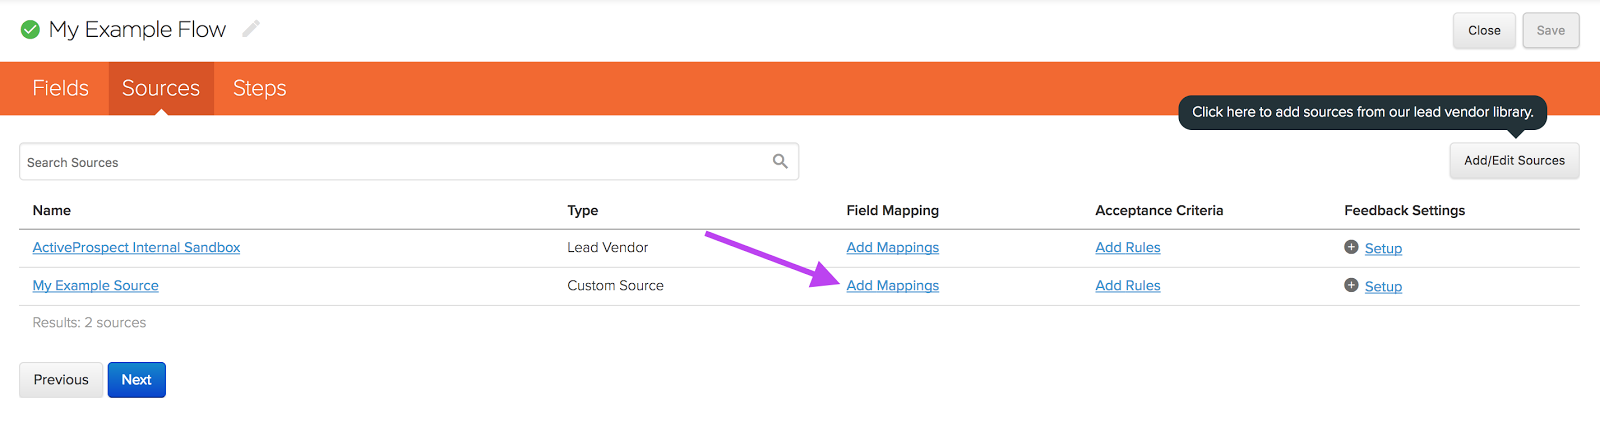 My Example Flow
Close
Save
Fields
Sources
Steps
Click here to add sources from our lead vendor library.
Search Sources
Add/Edit Sources
Name Type Field Mapping Acceptance Criteria Feedback Settings
ActiveProspect Internal Sandbox Lead Vendor Add Mappings Add Rules Setup
My Example Source Custom Source Add Mappings Add Rules Setup
Results: 2 sources
Previous
Next